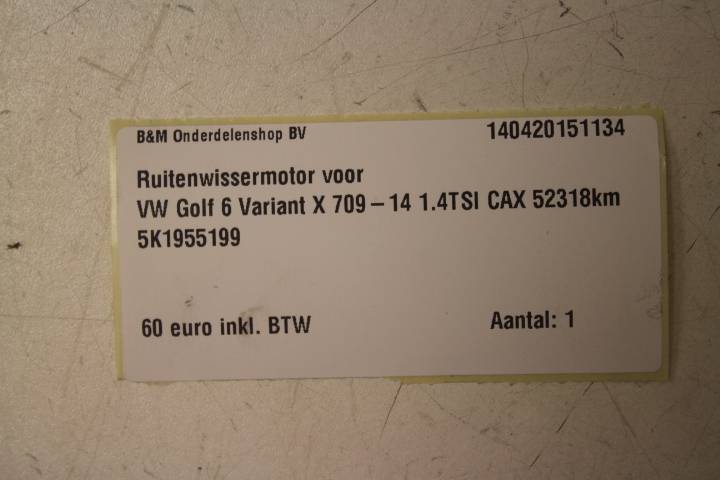 B&M Onderdelenshop BV 140420151134
Ruitenwissermotor voor
VW Golf 6 Variant X 709-14 1.4TSI CAX 52318km
5K1955199
60 euro inkl. BTW Aantal: 1